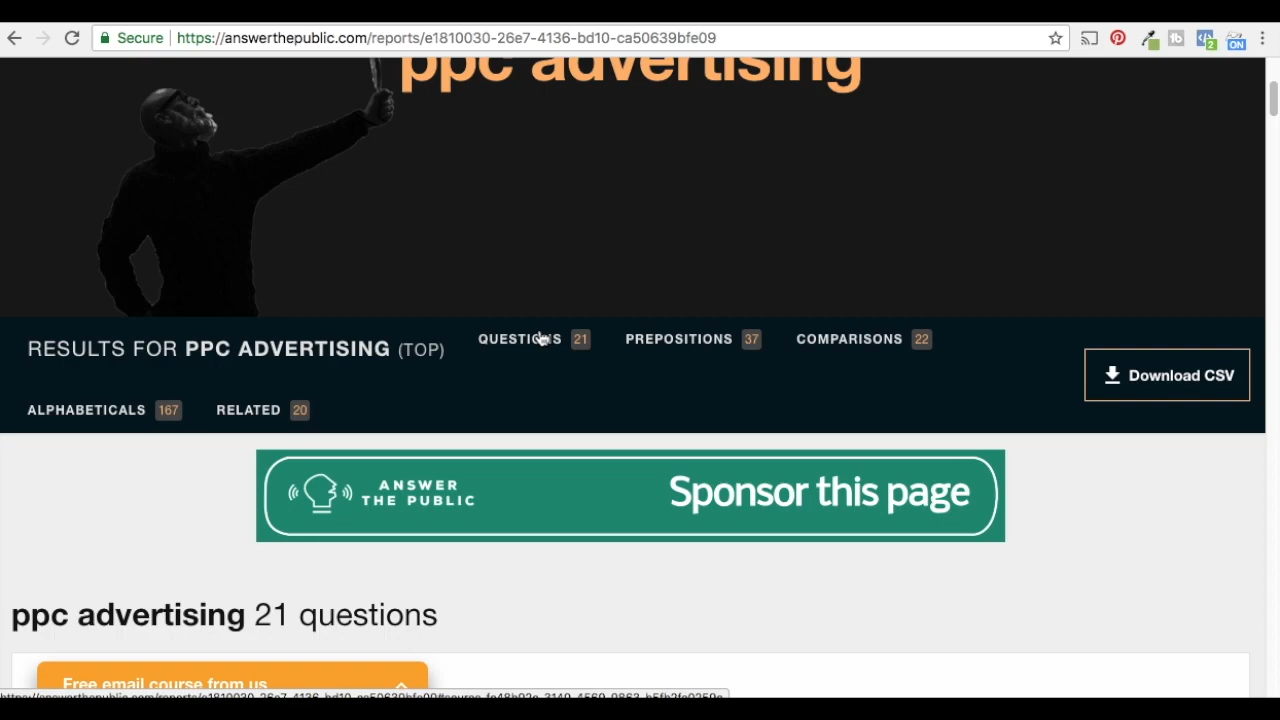 Secure https://answerthepublic.com/reports/e1810030-26e7-4136-bd10-ca50639bfe09
2
ON
ppc advertising
RESULTS FOR PPC ADVERTISING (TOP)
QUESTIONS 21 PREPOSITIONS 37 COMPARISONS 22
Download CSV
ALPHABETICALS 167 RELATED 20
ANSWER
THE PUBLIC
Sponsor this page
ppc advertising 21 questions
Free email course from us